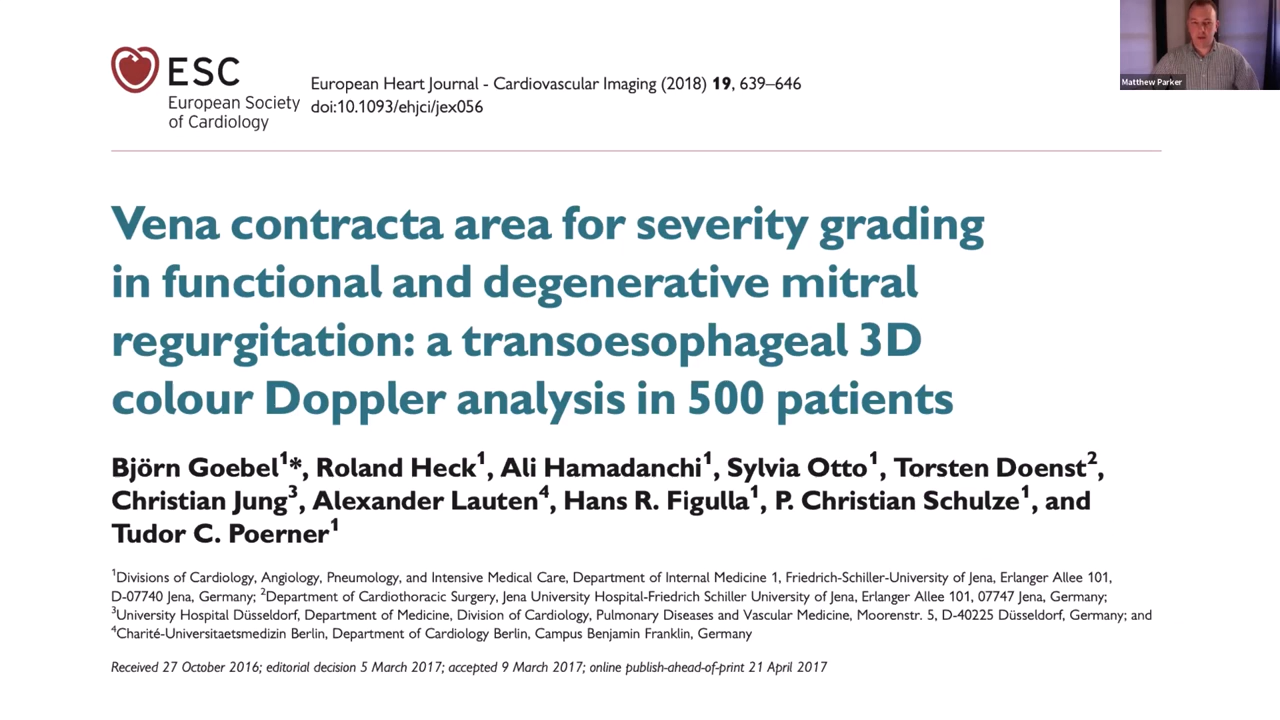 ESC
European Society
of Cardiology
European Heart Journal - Cardiovascular Imaging (2018) 19, 639–646
doi:10.1093/ehjci/jex056
Matthew Parker
Vena contracta area for severity grading
in functional and degenerative mitral
regurgitation: a transoesophageal 3D
colour Doppler analysis in 500 patients
Björn Goebel1*, Roland Heck1, Ali Hamadanchi1, Sylvia Otto1, Torsten Doenst2,
Christian Jung3, Alexander Lauten4, Hans R. Figulla1, P. Christian Schulze1, and
Tudor C. Poerner1
1Divisions of Cardiology, Angiology, Pneumology, and Intensive Medical Care, Department of Internal Medicine 1, Friedrich-Schiller-University of Jena, Erlanger Allee 101,
D-07740 Jena, Germany; 2Department of Cardiothoracic Surgery, Jena University Hospital-Friedrich Schiller University of Jena, Erlanger Allee 101, 07747 Jena, Germany;
3University Hospital Düsseldorf, Department of Medicine, Division of Cardiology, Pulmonary Diseases and Vascular Medicine, Moorenstr. 5, D-40225 Düsseldorf, Germany; and
4Charité-Universitaetsmedizin Berlin, Department of Cardiology Berlin, Campus Benjamin Franklin, Germany
Received 27 October 2016; editorial decision 5 March 2017; accepted 9 March 2017; online publish-ahead-of-print 21 April 2017